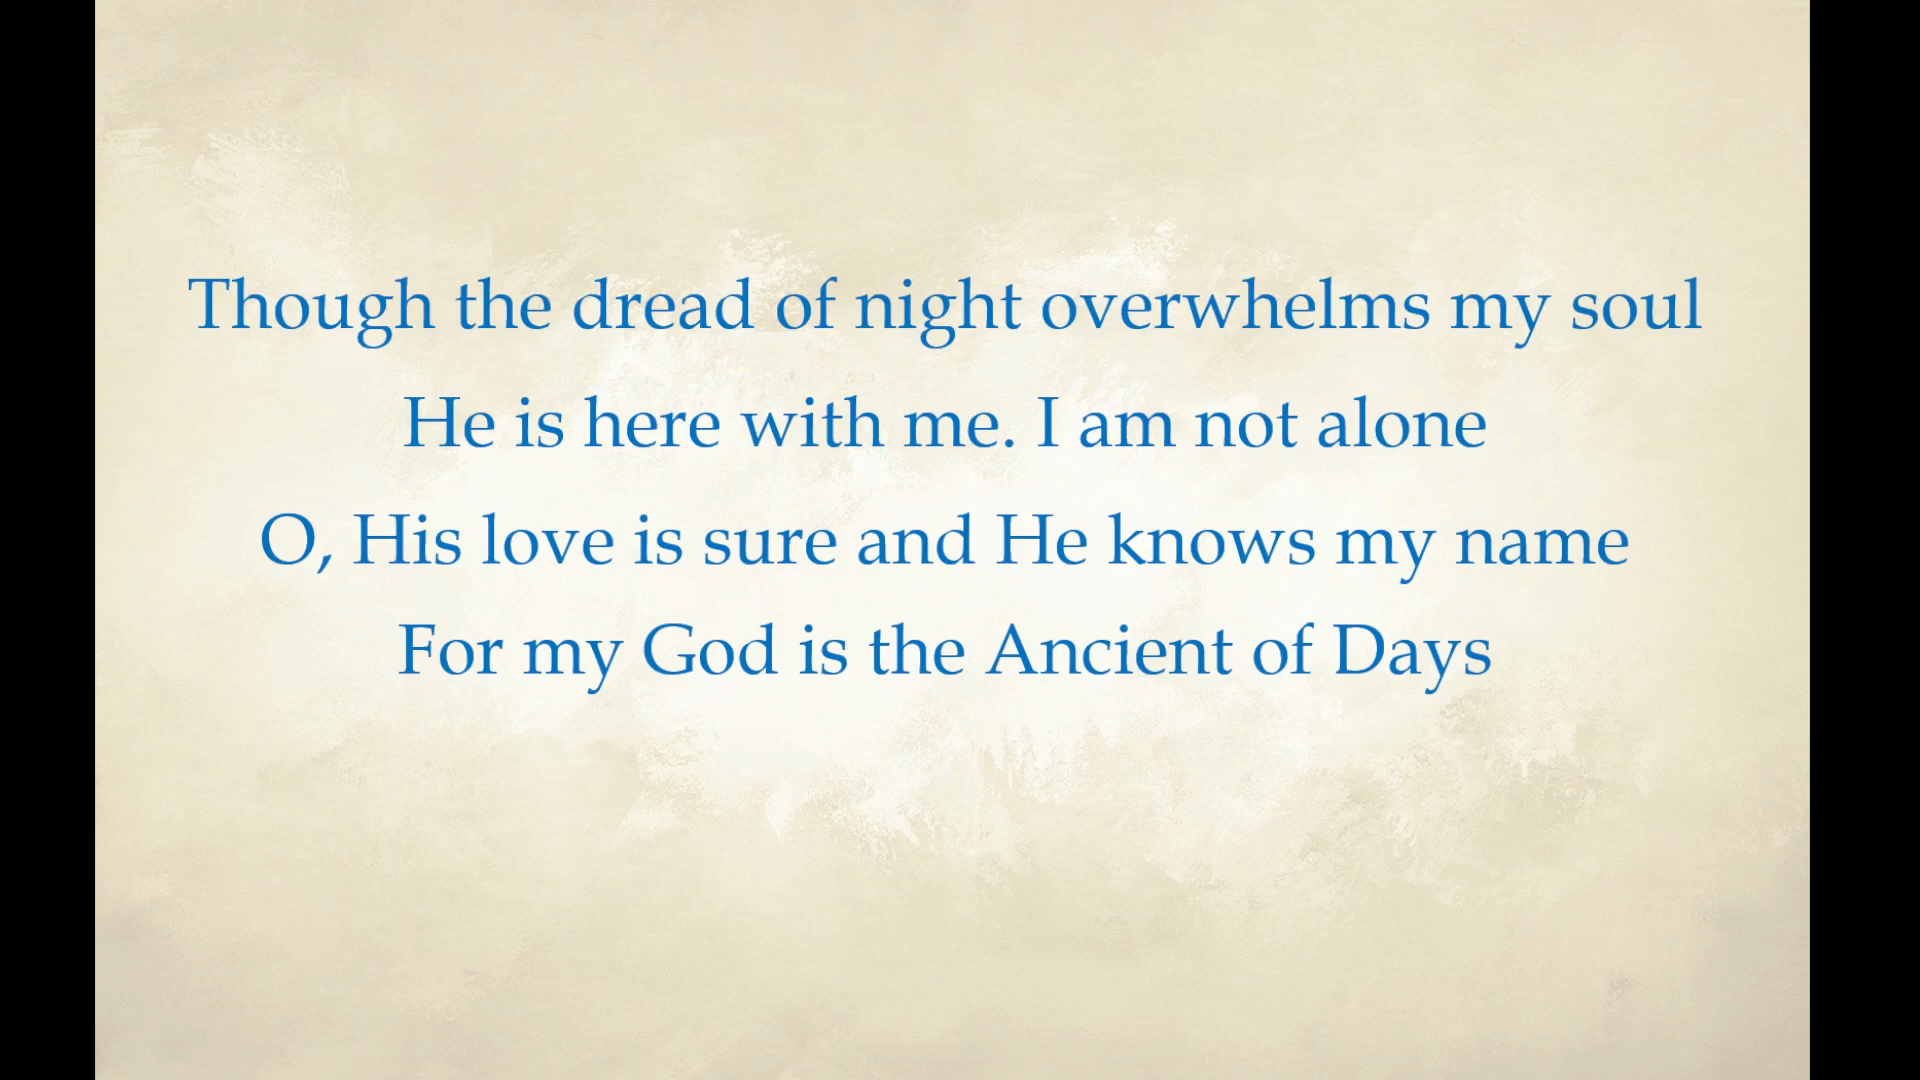 Though the dread of night overwhelms my soul
He is here with me. I am not alone
O, His love is sure and He knows my name
For my God is the Ancient of Days